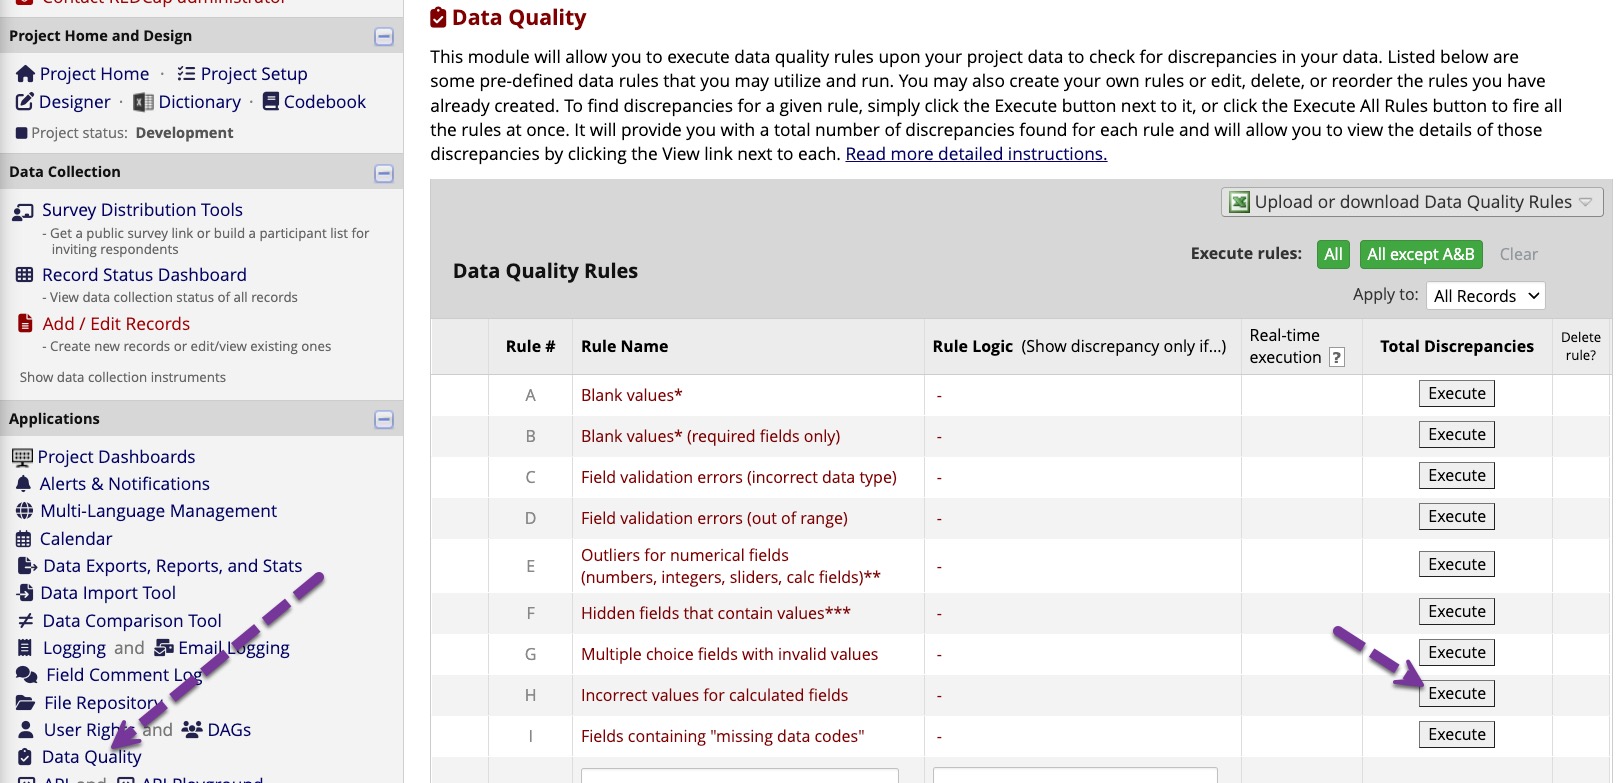 Contact REDCap administrator
Project Home and Design
Project Home · Project Setup
Designer · Dictionary · Codebook
Project status: Development
Data Collection
Survey Distribution Tools
- Get a public survey link or build a participant list for
inviting respondents
Record Status Dashboard
- View data collection status of all records
Add / Edit Records
- Create new records or edit/view existing ones
Show data collection instruments
Applications
Project Dashboards
Alerts & Notifications
Multi-Language Management
Calendar
Data Exports, Reports, and Stats
Data Import Tool
Data Comparison Tool
Logging and Email Logging
Field Comment Log
File Repository
User Rights and DAGs
Data Quality
API and API Playground
Data Quality
This module will allow you to execute data quality rules upon your project data to check for discrepancies in your data. Listed below are
some pre-defined data rules that you may utilize and run. You may also create your own rules or edit, delete, or reorder the rules you have
already created. To find discrepancies for a given rule, simply click the Execute button next to it, or click the Execute All Rules button to fire all
the rules at once. It will provide you with a total number of discrepancies found for each rule and will allow you to view the details of those
discrepancies by clicking the View link next to each. Read more detailed instructions.
Upload or download Data Quality Rules
Execute rules: All All except A&B Clear
Data Quality Rules
Apply to: All Records
Rule # Rule Name Rule Logic (Show discrepancy only if...) Real-time execution ? Total Discrepancies Delete rule?
A Blank values* - Execute
B Blank values* (required fields only) - Execute
C Field validation errors (incorrect data type) - Execute
D Field validation errors (out of range) - Execute
E Outliers for numerical fields
(numbers, integers, sliders, calc fields)** - Execute
F Hidden fields that contain values*** - Execute
G Multiple choice fields with invalid values - Execute
H Incorrect values for calculated fields - Execute
I Fields containing "missing data codes" - Execute